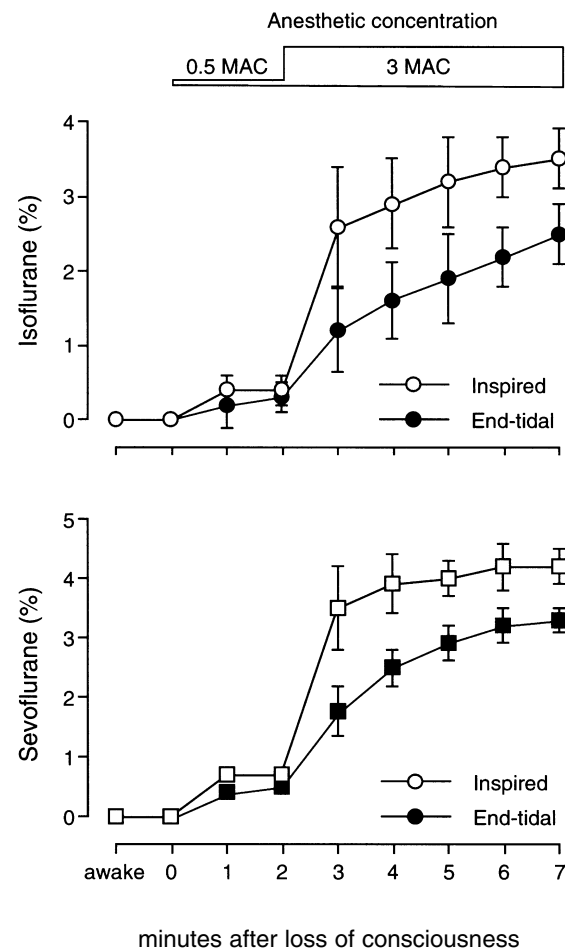 Anesthetic concentration
0.5 MAC
3 MAC
Isoflurane (%)
4
3
2
1
0
Inspired
End-tidal
Sevoflurane (%)
5
4
3
2
1
0
Inspired
End-tidal
awake 0 1 2 3 4 5 6 7
minutes after loss of consciousness